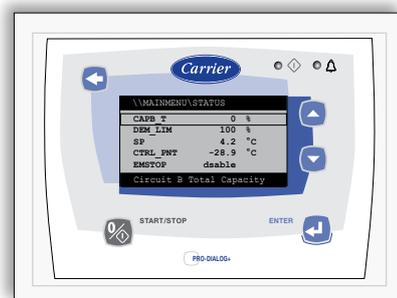 Carrier
\\MAINMENU\STATUS
CAPB_T 0 %
DEM_LIM 100 %
SP 4.2 °C
CTRL_PNT -28.9 °C
EMSTOP dsable
Circuit B Total Capacity
START/STOP
ENTER
PRO-DIALOG+